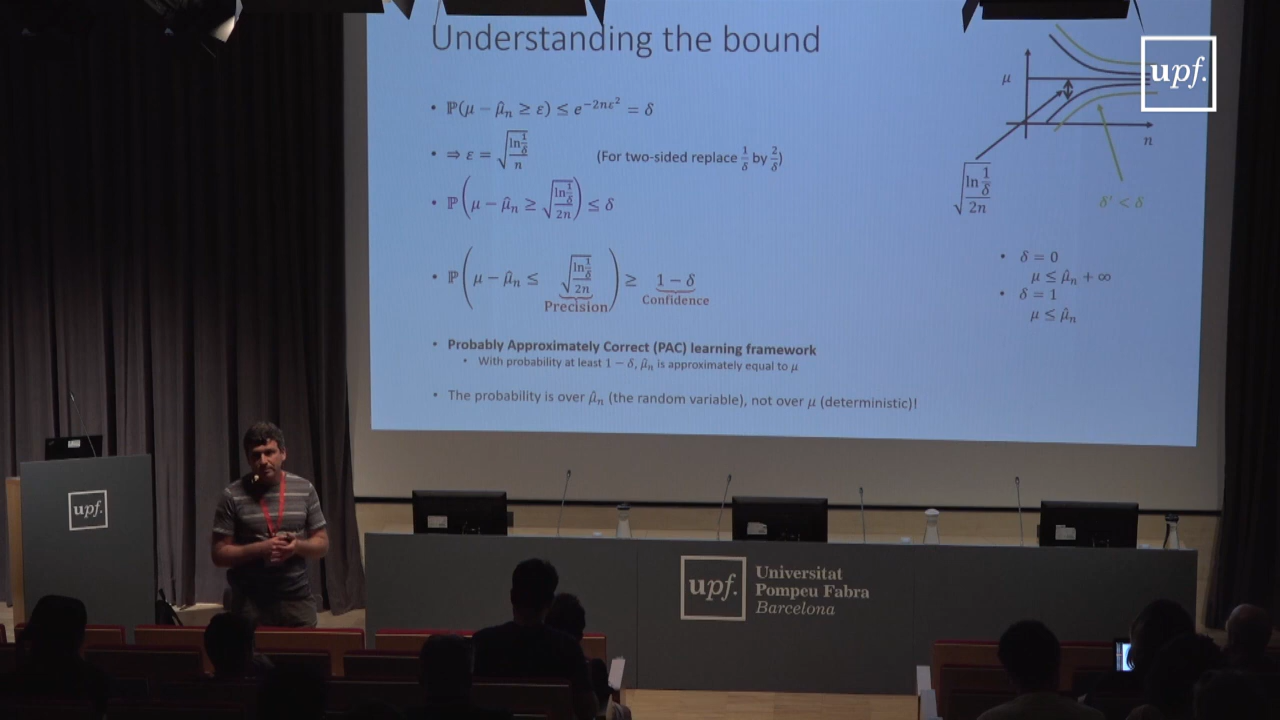 Understanding the bound
upf.
• ℙ(μ − μ̂ₙ ≥ ε) ≤ e^{−2nε²} = δ
• ⇒ ε = √(ln(1/δ)/n) (For two-sided replace 1/δ by 2/δ)
• ℙ(μ − μ̂ₙ ≥ √(ln(1/δ)/2n)) ≤ δ
• ℙ(μ − μ̂ₙ ≤ √(ln(1/δ)/2n)) ≥ 1 − δ
Precision Confidence
• Probably Approximately Correct (PAC) learning framework
• With probability at least 1 − δ, μ̂ₙ is approximately equal to μ
• The probability is over μ̂ₙ (the random variable), not over μ (deterministic)!
μ
n
√(ln(1/δ)/2n)
δ' < δ
• δ = 0
μ ≤ μ̂ₙ + ∞
• δ = 1
μ ≤ μ̂ₙ
upf.
upf.
Universitat
Pompeu Fabra
Barcelona